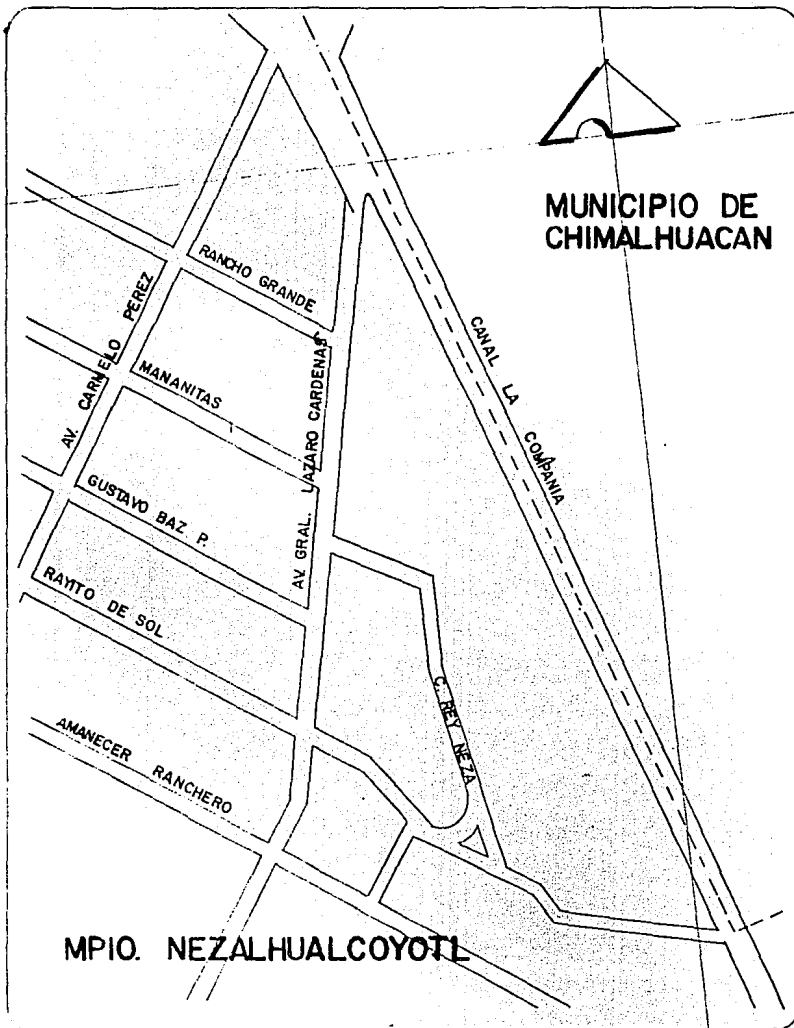 MUNICIPIO DE
CHIMALHUACAN
RANCHO GRANDE
AV. CARMELO PEREZ
MANANITAS
AV. GRAL. LAZARO CARDENAS
CANAL LA COMPAÑIA
GUSTAVO BAZ P.
RAYITO DE SOL
C. REY NEZA
AMANECER RANCHERO
MPIO. NEZALHUALCOYOTL